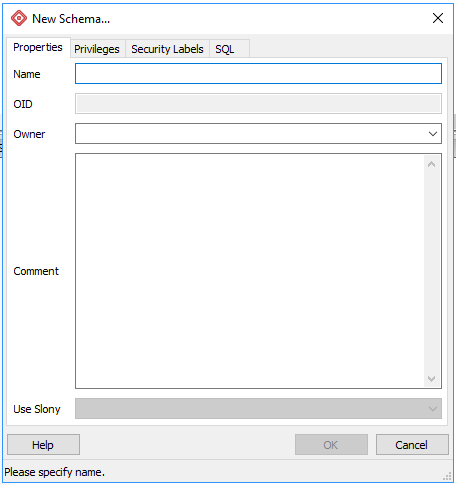 New Schema...
Properties Privileges Security Labels SQL
Name
OID
Owner
Comment
Use Slony
Help OK Cancel
Please specify name.